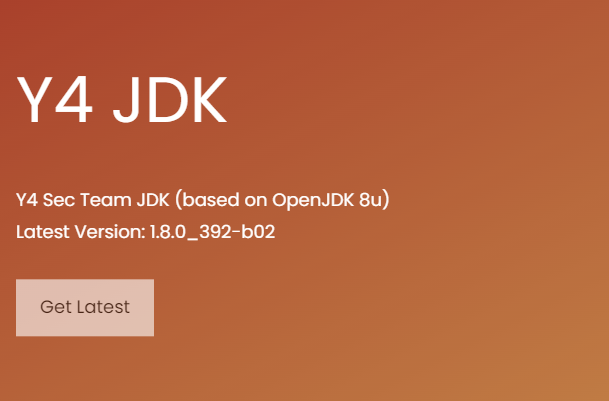 Y4 JDK
Y4 Sec Team JDK (based on OpenJDK 8u)
Latest Version: 1.8.0_392-b02
Get Latest